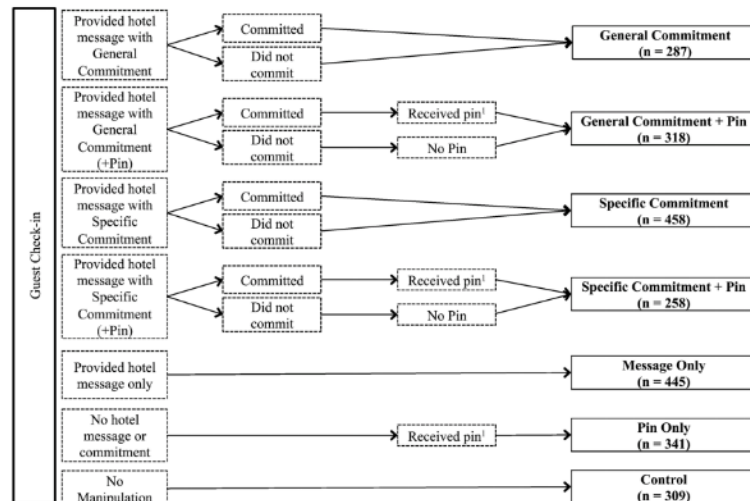 Guest Check-in
Provided hotel
message with
General
Commitment
Committed
Did not
commit
General Commitment
(n = 287)
Provided hotel
message with
General
Commitment
(+Pin)
Committed
Did not
commit
Received pin¹
No Pin
General Commitment + Pin
(n = 318)
Provided hotel
message with
Specific
Commitment
Committed
Did not
commit
Specific Commitment
(n = 458)
Provided hotel
message with
Specific
Commitment
(+Pin)
Committed
Did not
commit
Received pin¹
No Pin
Specific Commitment + Pin
(n = 258)
Provided hotel
message only
Message Only
(n = 445)
No hotel
message or
commitment
Received pin¹
Pin Only
(n = 341)
No
Manipulation
Control
(n = 309)